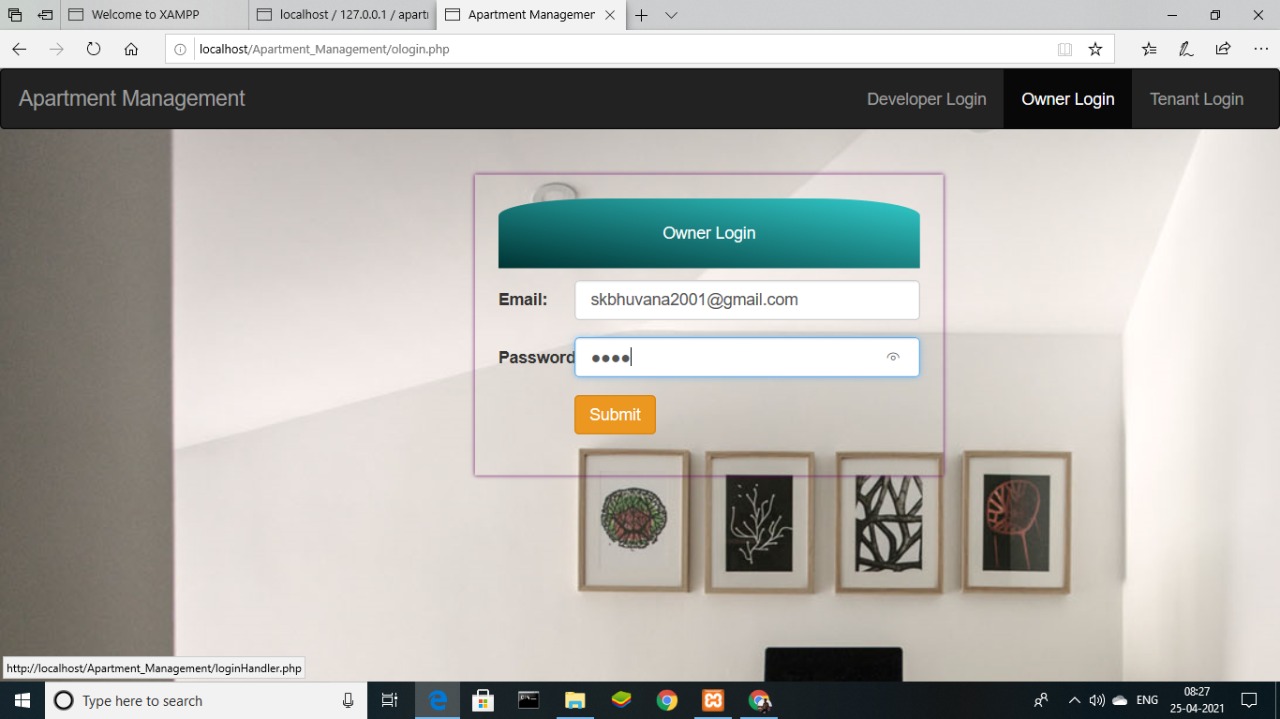 Welcome to XAMPP
localhost / 127.0.0.1 / apart
Apartment Managemer
localhost/Apartment_Management/ologin.php
Apartment Management
Developer Login
Owner Login
Tenant Login
Owner Login
Email:
skbhuvana2001@gmail.com
Password
Submit
http://localhost/Apartment_Management/loginHandler.php
Type here to search
ENG
08:27
25-04-2021